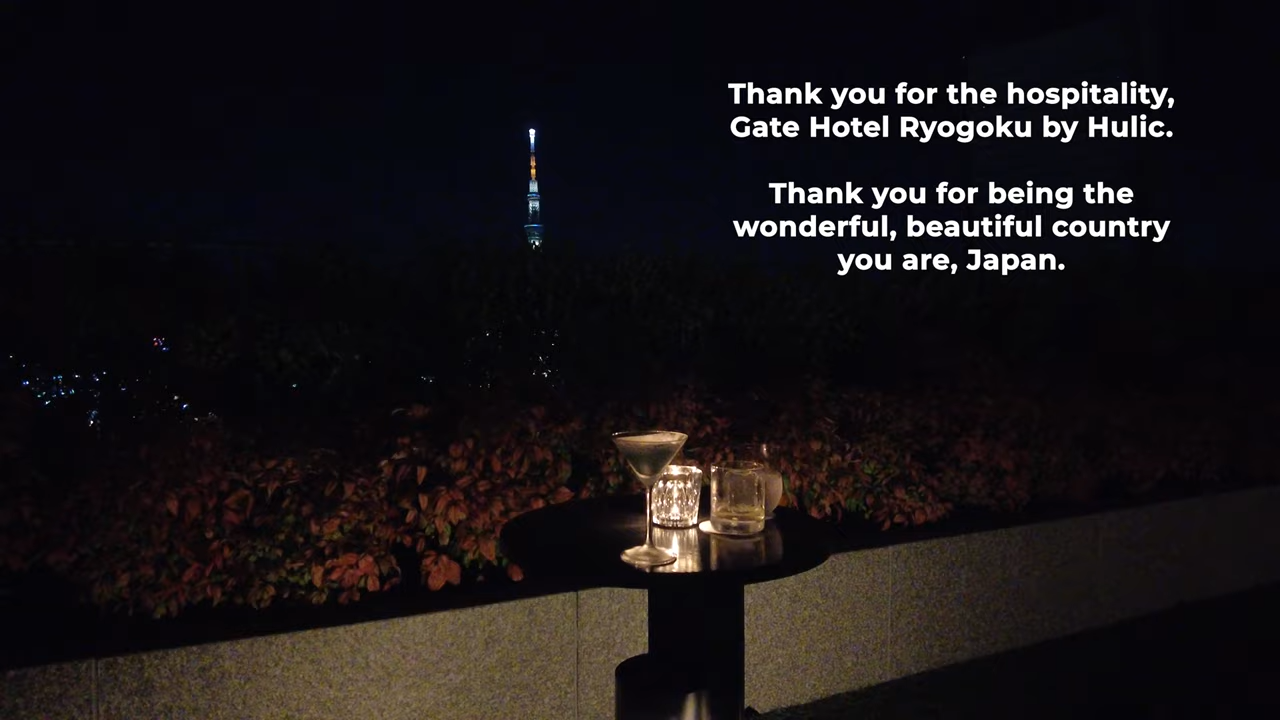 Thank you for the hospitality,
Gate Hotel Ryogoku by Hulic.
Thank you for being the
wonderful, beautiful country
you are, Japan.